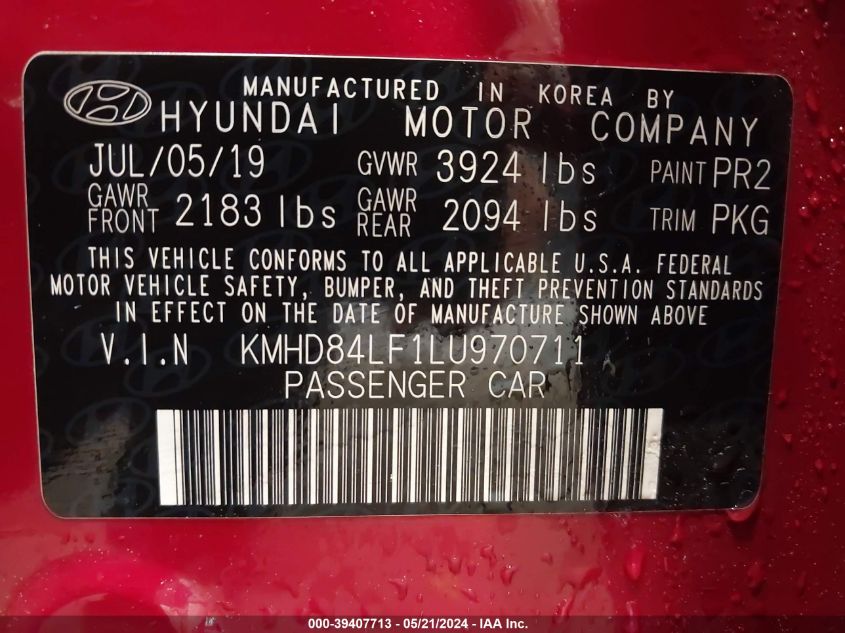 MANUFACTURED IN KOREA BY
HYUNDAI MOTOR COMPANY
JUL/05/19 GVWR 3924 lbs PAINT PR2
GAWR FRONT 2183 lbs GAWR REAR 2094 lbs TRIM PKG
THIS VEHICLE CONFORMS TO ALL APPLICABLE U.S.A. FEDERAL
MOTOR VEHICLE SAFETY, BUMPER, AND THEFT PREVENTION STANDARDS
IN EFFECT ON THE DATE OF MANUFACTURE SHOWN ABOVE
V.I.N KMHD84LF1LU970711
PASSENGER CAR
000-39407713 - 05/21/2024 - IAA Inc.